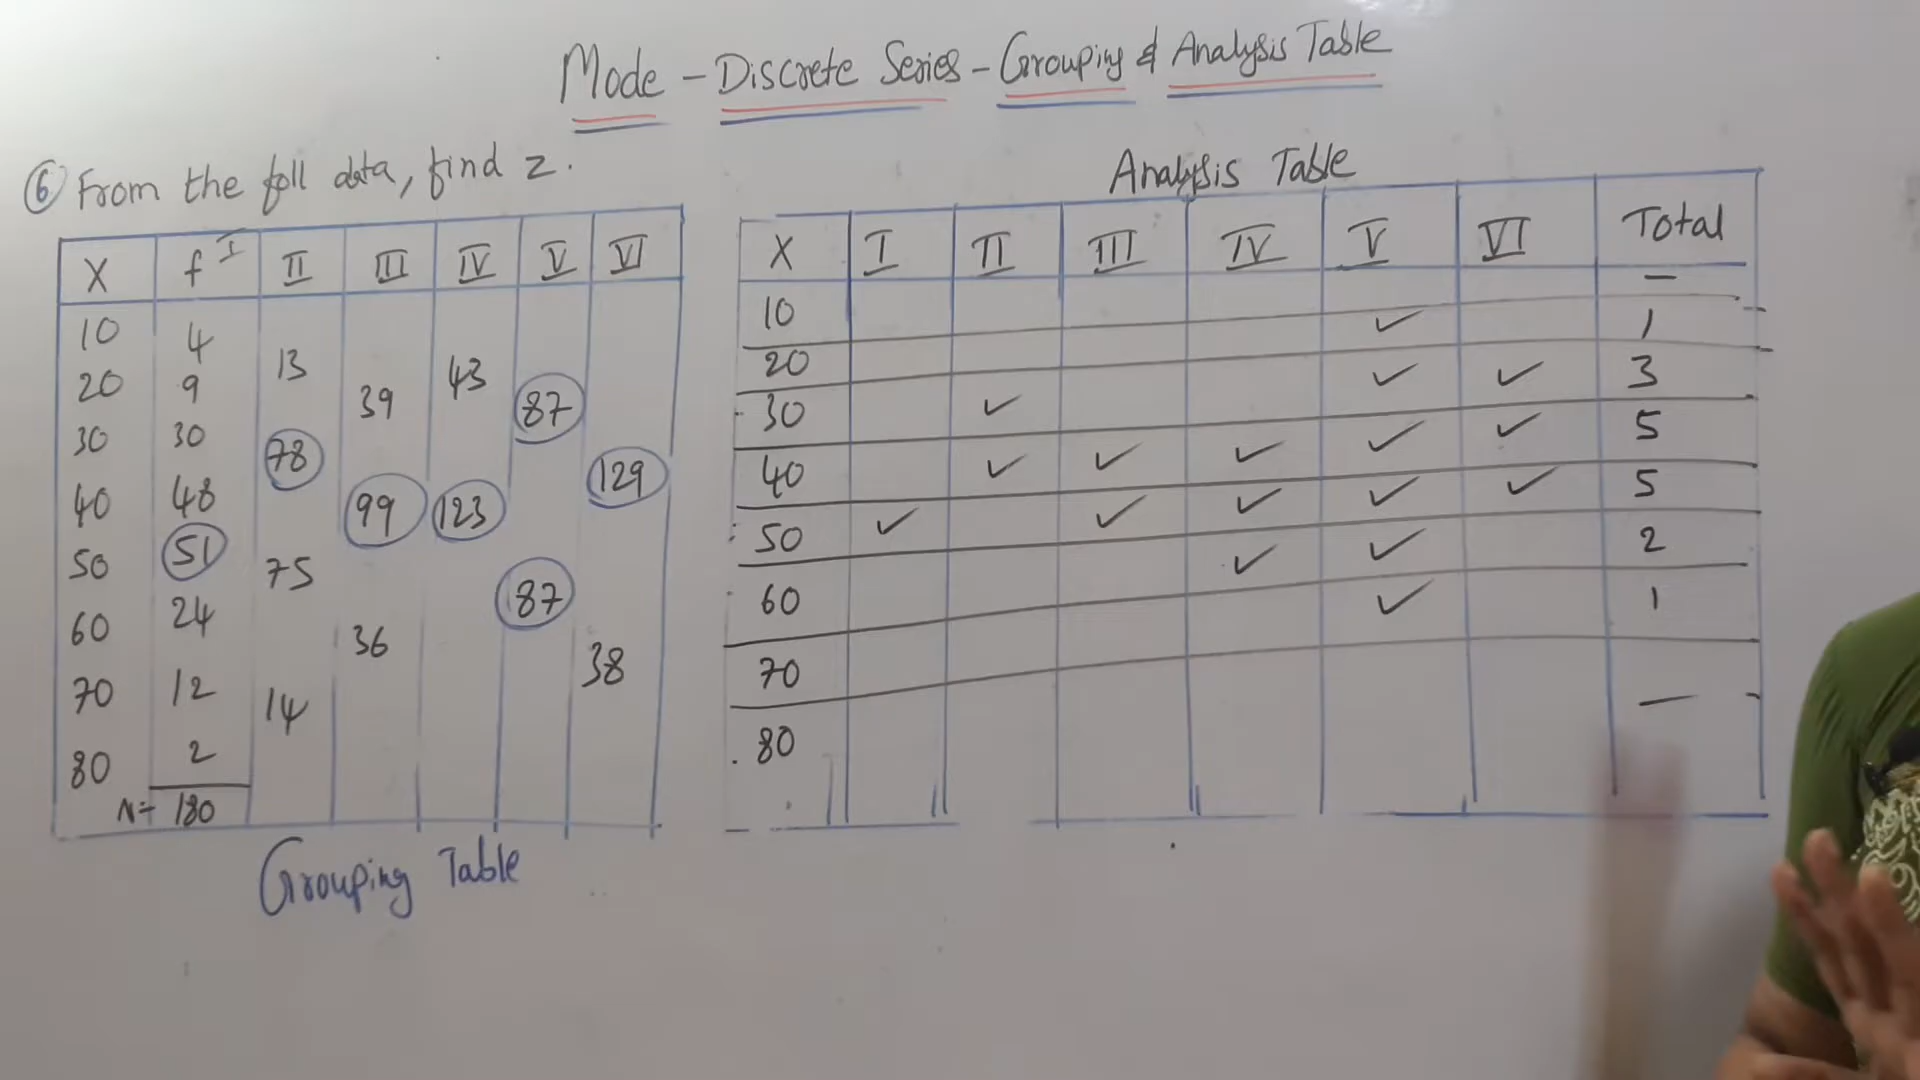 Mode - Discrete Series - Grouping & Analysis Table
⑥ From the foll data, find z.
X f I II III IV V VI
10 4
13
43
20 9
39
87
30 30
78
129
40 48
99 123
50 51
75
87
60 24
36
38
70 12
14
80 2
N= 180
Grouping Table
Analysis Table
X I II III IV V VI Total
10 –
20 ✓ 1
30 ✓ ✓ ✓ 3
40 ✓ ✓ ✓ ✓ ✓ 5
50 ✓ ✓ ✓ ✓ ✓ 5
60 ✓ ✓ 2
70 ✓ 1
80 –